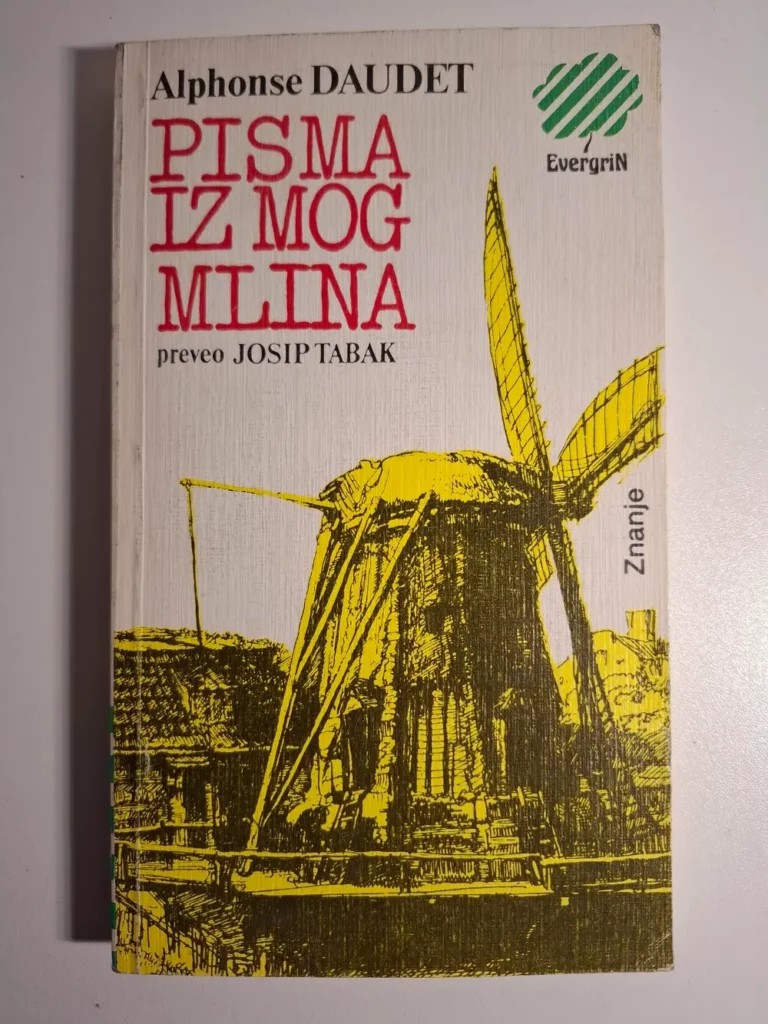 Alphonse DAUDET
PISMA
IZ MOG
MLINA
preveo JOSIP TABAK
EvergriN
Znanje